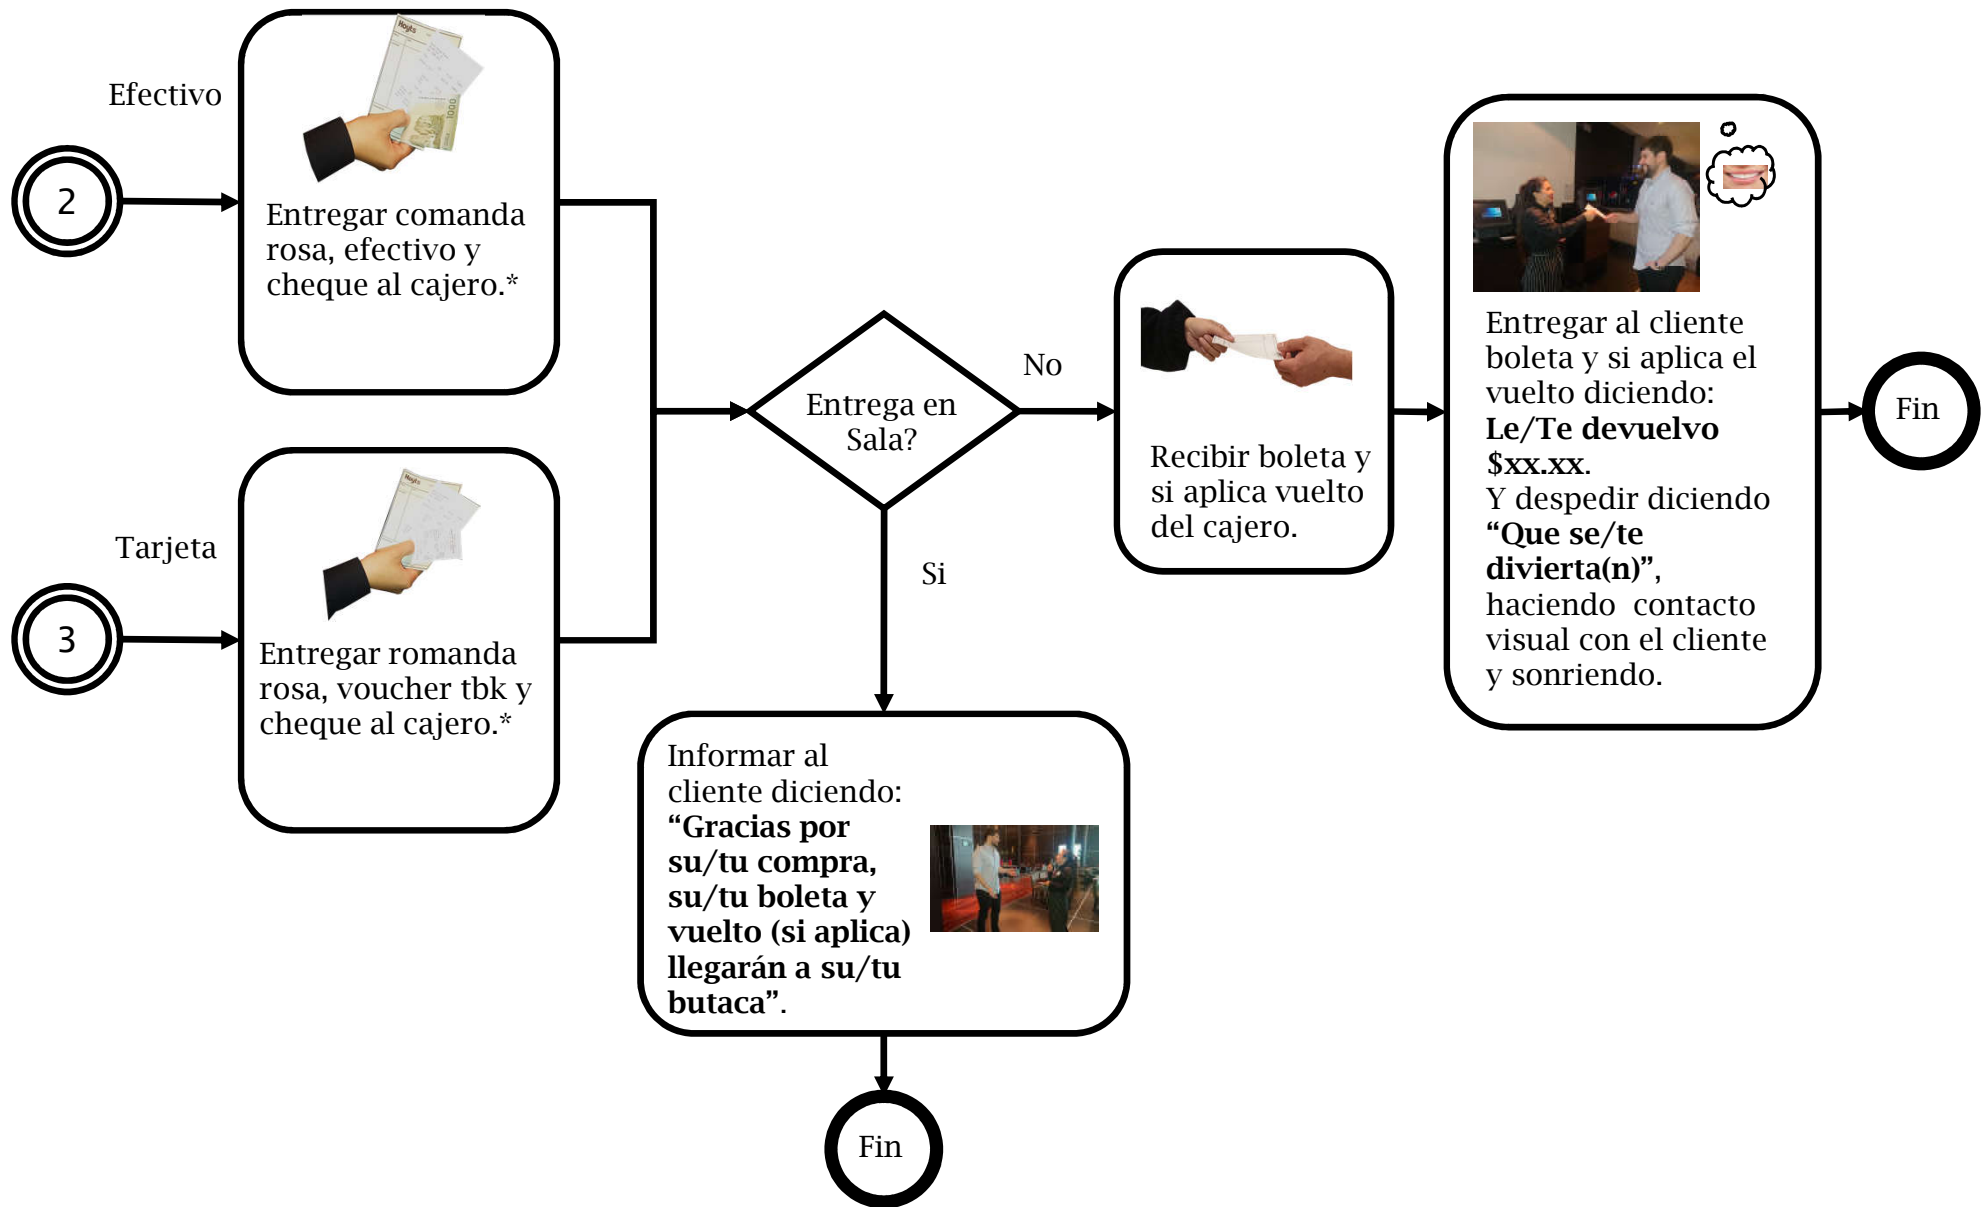 Efectivo
2
Hoyts
1000
Entregar comanda
rosa, efectivo y
cheque al cajero.*
Tarjeta
3
Hoyts
Entregar romanda
rosa, voucher tbk y
cheque al cajero.*
Entrega en
Sala?
No
Si
Recibir boleta y
si aplica vuelto
del cajero.
Entregar al cliente
boleta y si aplica el
vuelto diciendo:
Le/Te devuelvo
$xx.xx.
Y despedir diciendo
“Que se/te
divierta(n)”,
haciendo contacto
visual con el cliente
y sonriendo.
Fin
Informar al
cliente diciendo:
“Gracias por
su/tu compra,
su/tu boleta y
vuelto (si aplica)
llegarán a su/tu
butaca”.
Fin